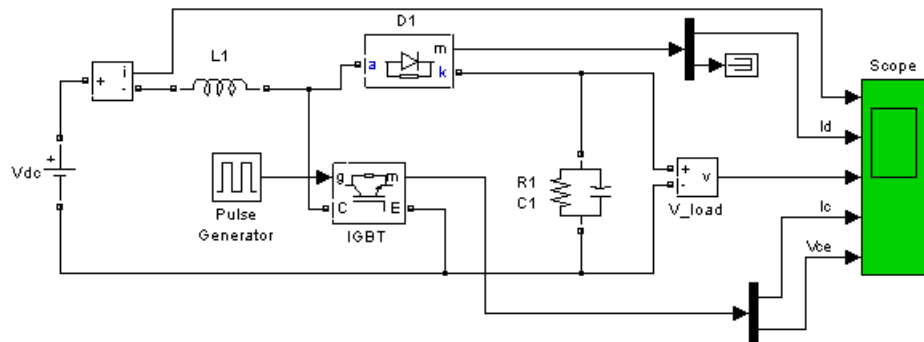 D1
L1
i
+
-
a
m
k
Scope
Id
Vdc
+
g
m
C
E
IGBT
Pulse
Generator
R1
C1
+
-
v
V_load
Ic
Vce